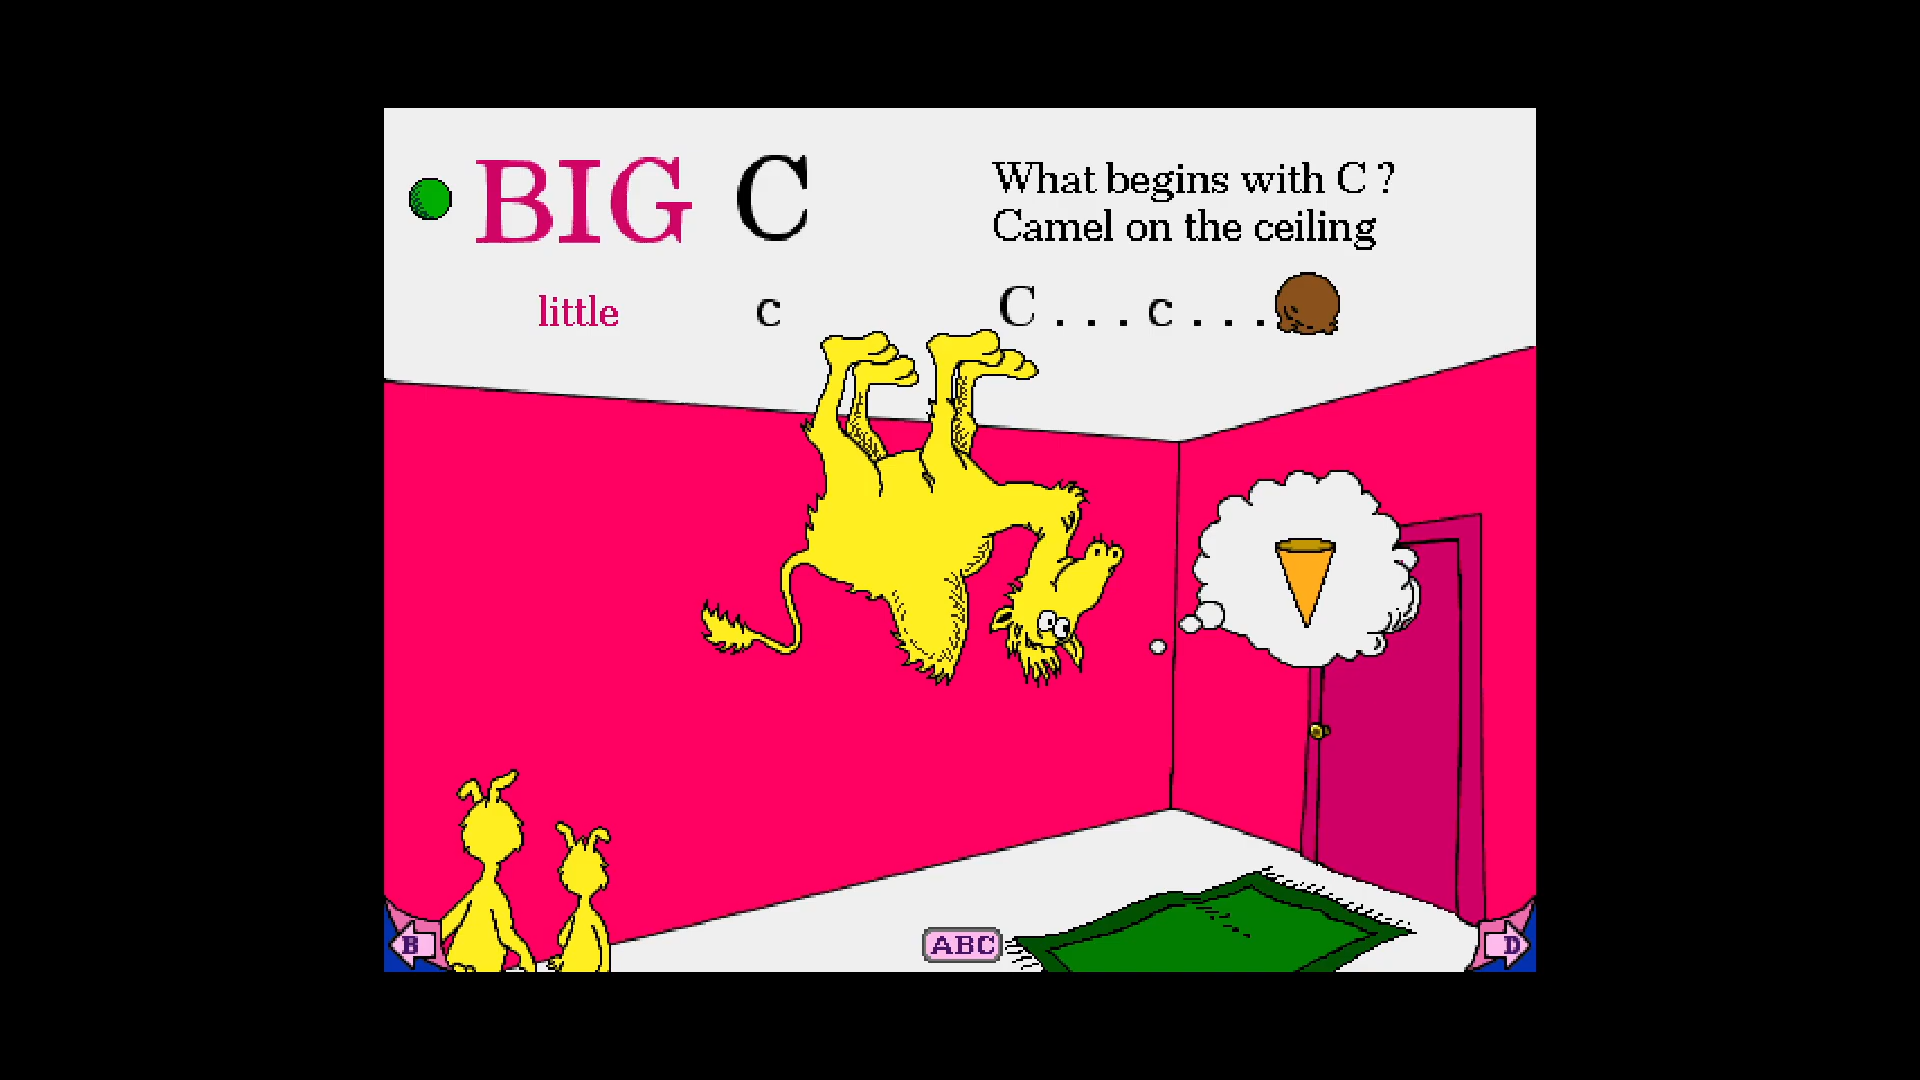 BIG C
little c
What begins with C ?
Camel on the ceiling
C . . . c . . .
B
ABC
D